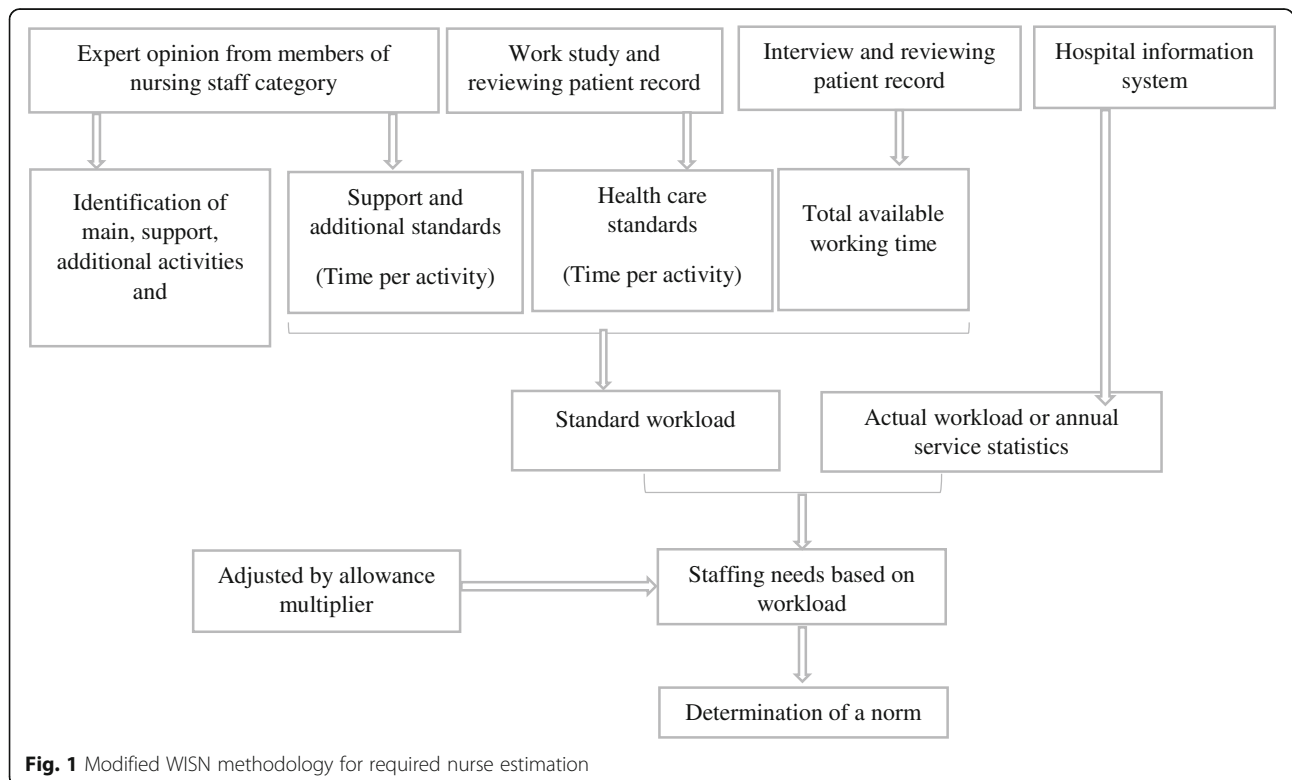 Expert opinion from members of
nursing staff category
Work study and
reviewing patient record
Interview and reviewing
patient record
Hospital information
system
Identification of
main, support,
additional activities
and
Support and
additional standards
(Time per activity)
Health care
standards
(Time per activity)
Total available
working time
Standard workload
Actual workload or annual
service statistics
Adjusted by allowance
multiplier
Staffing needs based on
workload
Determination of a norm
Fig. 1 Modified WISN methodology for required nurse estimation